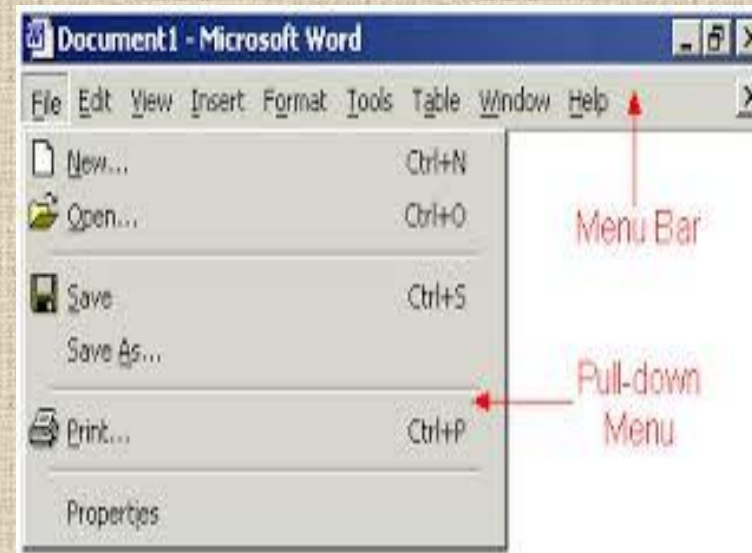 Document1 - Microsoft Word
File Edit View Insert Format Tools Table Window Help
New... Ctrl+N
Open... Ctrl+O
Menu Bar
Save Ctrl+S
Save As...
Pull-down
Menu
Print... Ctrl+P
Properties